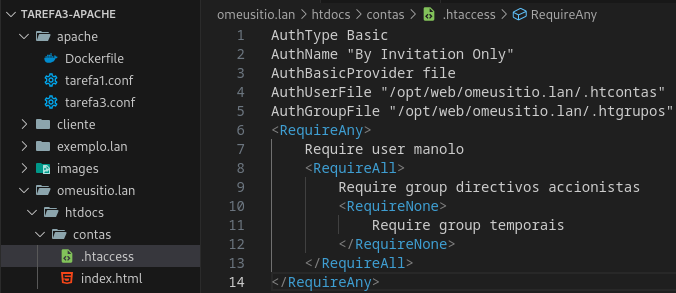 TAREFA3-APACHE
apache
Dockerfile
tarefa1.conf
tarefa3.conf
cliente
exemplo.lan
images
omeusitio.lan
htdocs
contas
.htaccess
index.html
omeusitio.lan > htdocs > contas > .htaccess > RequireAny
1 AuthType Basic
2 AuthName "By Invitation Only"
3 AuthBasicProvider file
4 AuthUserFile "/opt/web/omeusitio.lan/.htcontas"
5 AuthGroupFile "/opt/web/omeusitio.lan/.htgrupos"
6 <RequireAny>
7 Require user manolo
8 <RequireAll>
9 Require group directivos accionistas
10 <RequireNone>
11 Require group temporais
12 </RequireNone>
13 </RequireAll>
14 </RequireAny>